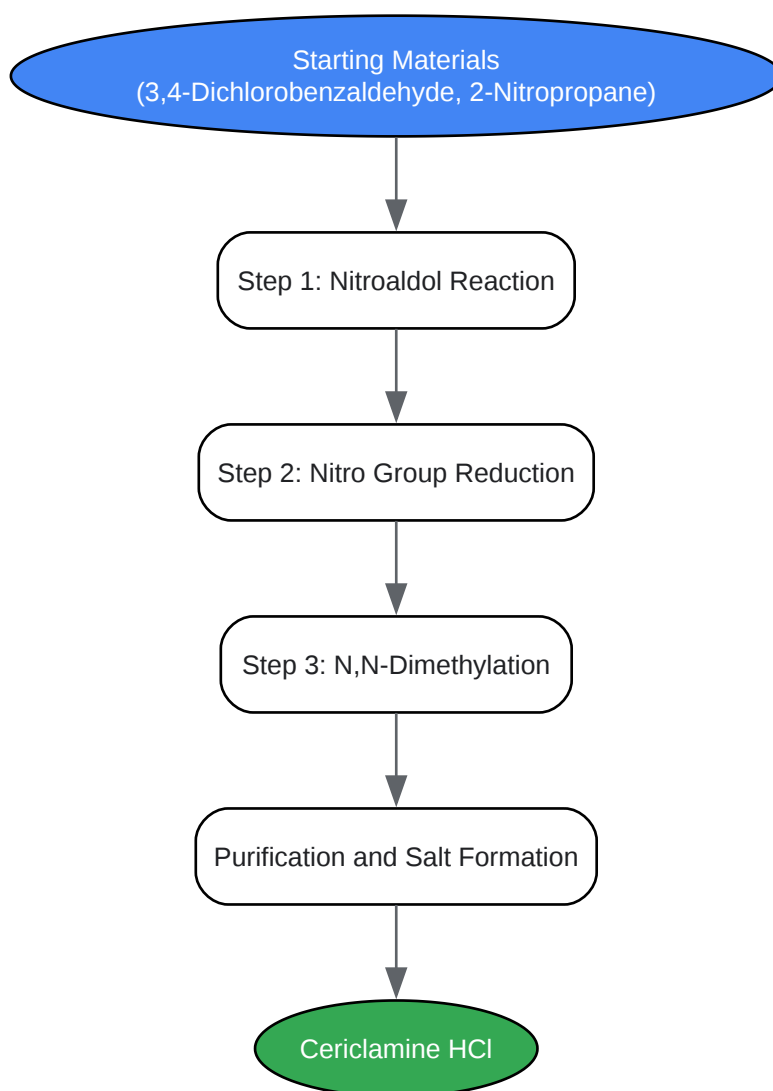 Starting Materials
(3,4-Dichlorobenzaldehyde, 2-Nitropropane)
Step 1: Nitroaldol Reaction
Step 2: Nitro Group Reduction
Step 3: N,N-Dimethylation
Purification and Salt Formation
Cericlamine HCl